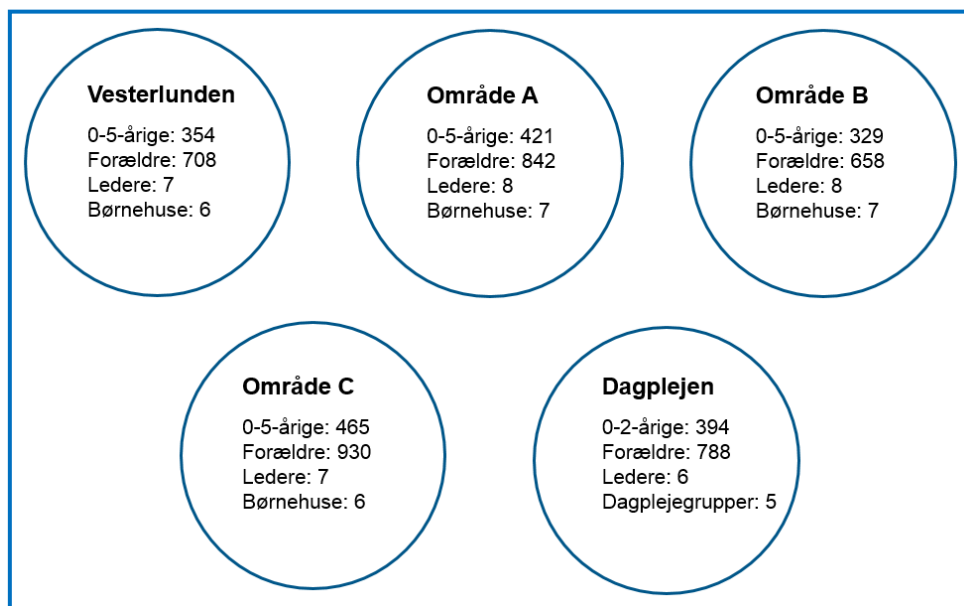 Vesterlunden
0-5-årige: 354
Forældre: 708
Ledere: 7
Børnehuse: 6
Område A
0-5-årige: 421
Forældre: 842
Ledere: 8
Børnehuse: 7
Område B
0-5-årige: 329
Forældre: 658
Ledere: 8
Børnehuse: 7
Område C
0-5-årige: 465
Forældre: 930
Ledere: 7
Børnehuse: 6
Dagplejen
0-2-årige: 394
Forældre: 788
Ledere: 6
Dagplejegrupper: 5